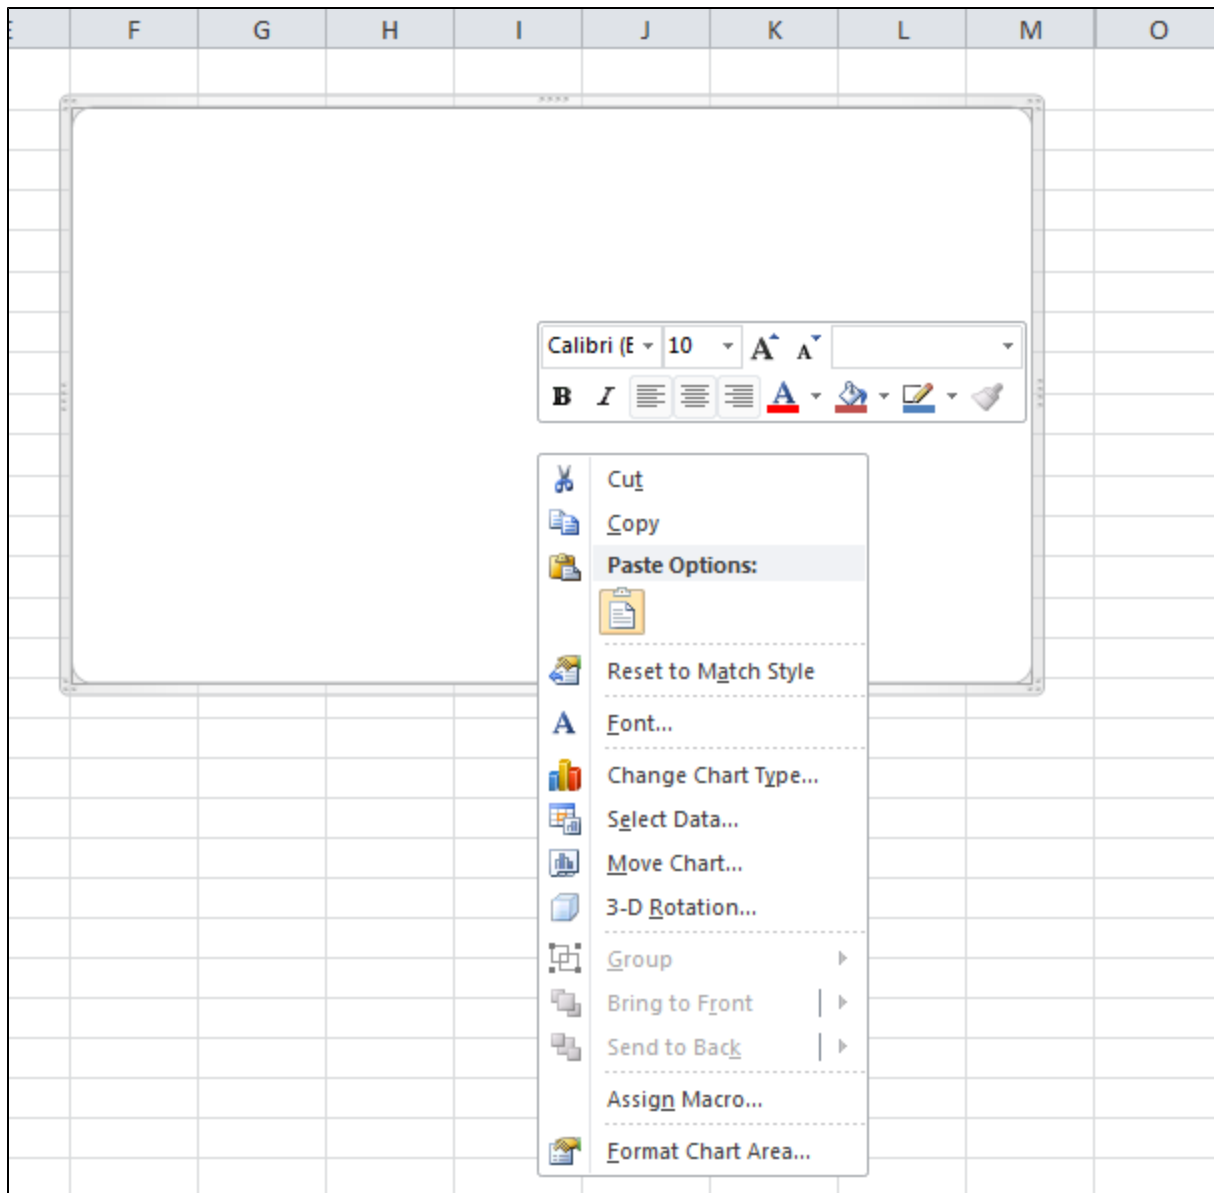 E F G H I J K L M O
Calibri (E 10 A A
B I A
Cut
Copy
Paste Options:
Reset to Match Style
A Font...
Change Chart Type...
Select Data...
Move Chart...
3-D Rotation...
Group
Bring to Front
Send to Back
Assign Macro...
Format Chart Area...